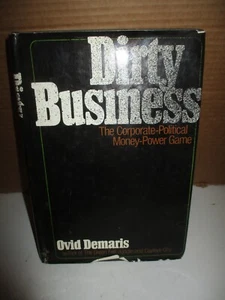 Dirty
Business
The Corporate-Political
Money-Power Game
Ovid Demaris